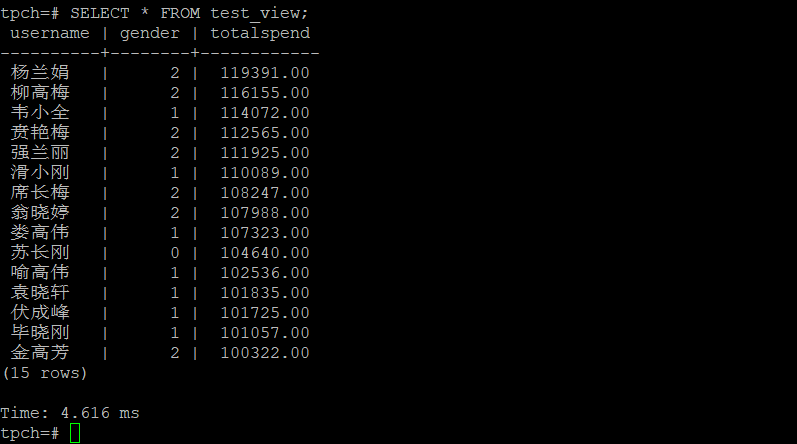 tpch=# SELECT * FROM test_view;
 username | gender | totalspend
----------+--------+------------
 杨兰娟   |      2 |  119391.00
 柳高梅   |      2 |  116155.00
 韦小全   |      1 |  114072.00
 贲艳梅   |      2 |  112565.00
 强兰丽   |      2 |  111925.00
 滑小刚   |      1 |  110089.00
 席长梅   |      2 |  108247.00
 翁晓婷   |      2 |  107988.00
 娄高伟   |      1 |  107323.00
 苏长刚   |      0 |  104640.00
 喻高伟   |      1 |  102536.00
 袁晓轩   |      1 |  101835.00
 伏成峰   |      1 |  101725.00
 毕晓刚   |      1 |  101057.00
 金高芳   |      2 |  100322.00
(15 rows)

Time: 4.616 ms
tpch=#